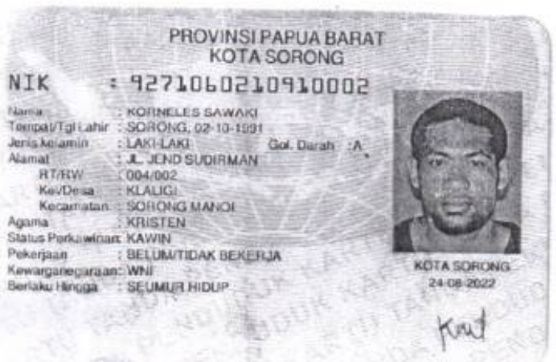 PROVINSI PAPUA BARAT
KOTA SORONG
NIK : 9271060210910002
Nama : KORNELES SAWAKI
Tempat/Tgl Lahir : SORONG, 02-10-1991
Jenis kelamin : LAKI-LAKI Gol. Darah : A
Alamat : JL. JEND SUDIRMAN
RT/RW : 004/002
Kel/Desa : KLALIGI
Kecamatan : SORONG MANOI
Agama : KRISTEN
Status Perkawinan: KAWIN
Pekerjaan : BELUM/TIDAK BEKERJA
Kewarganegaraan: WNI
Berlaku Hingga : SEUMUR HIDUP
KOTA SORONG
24-08-2022